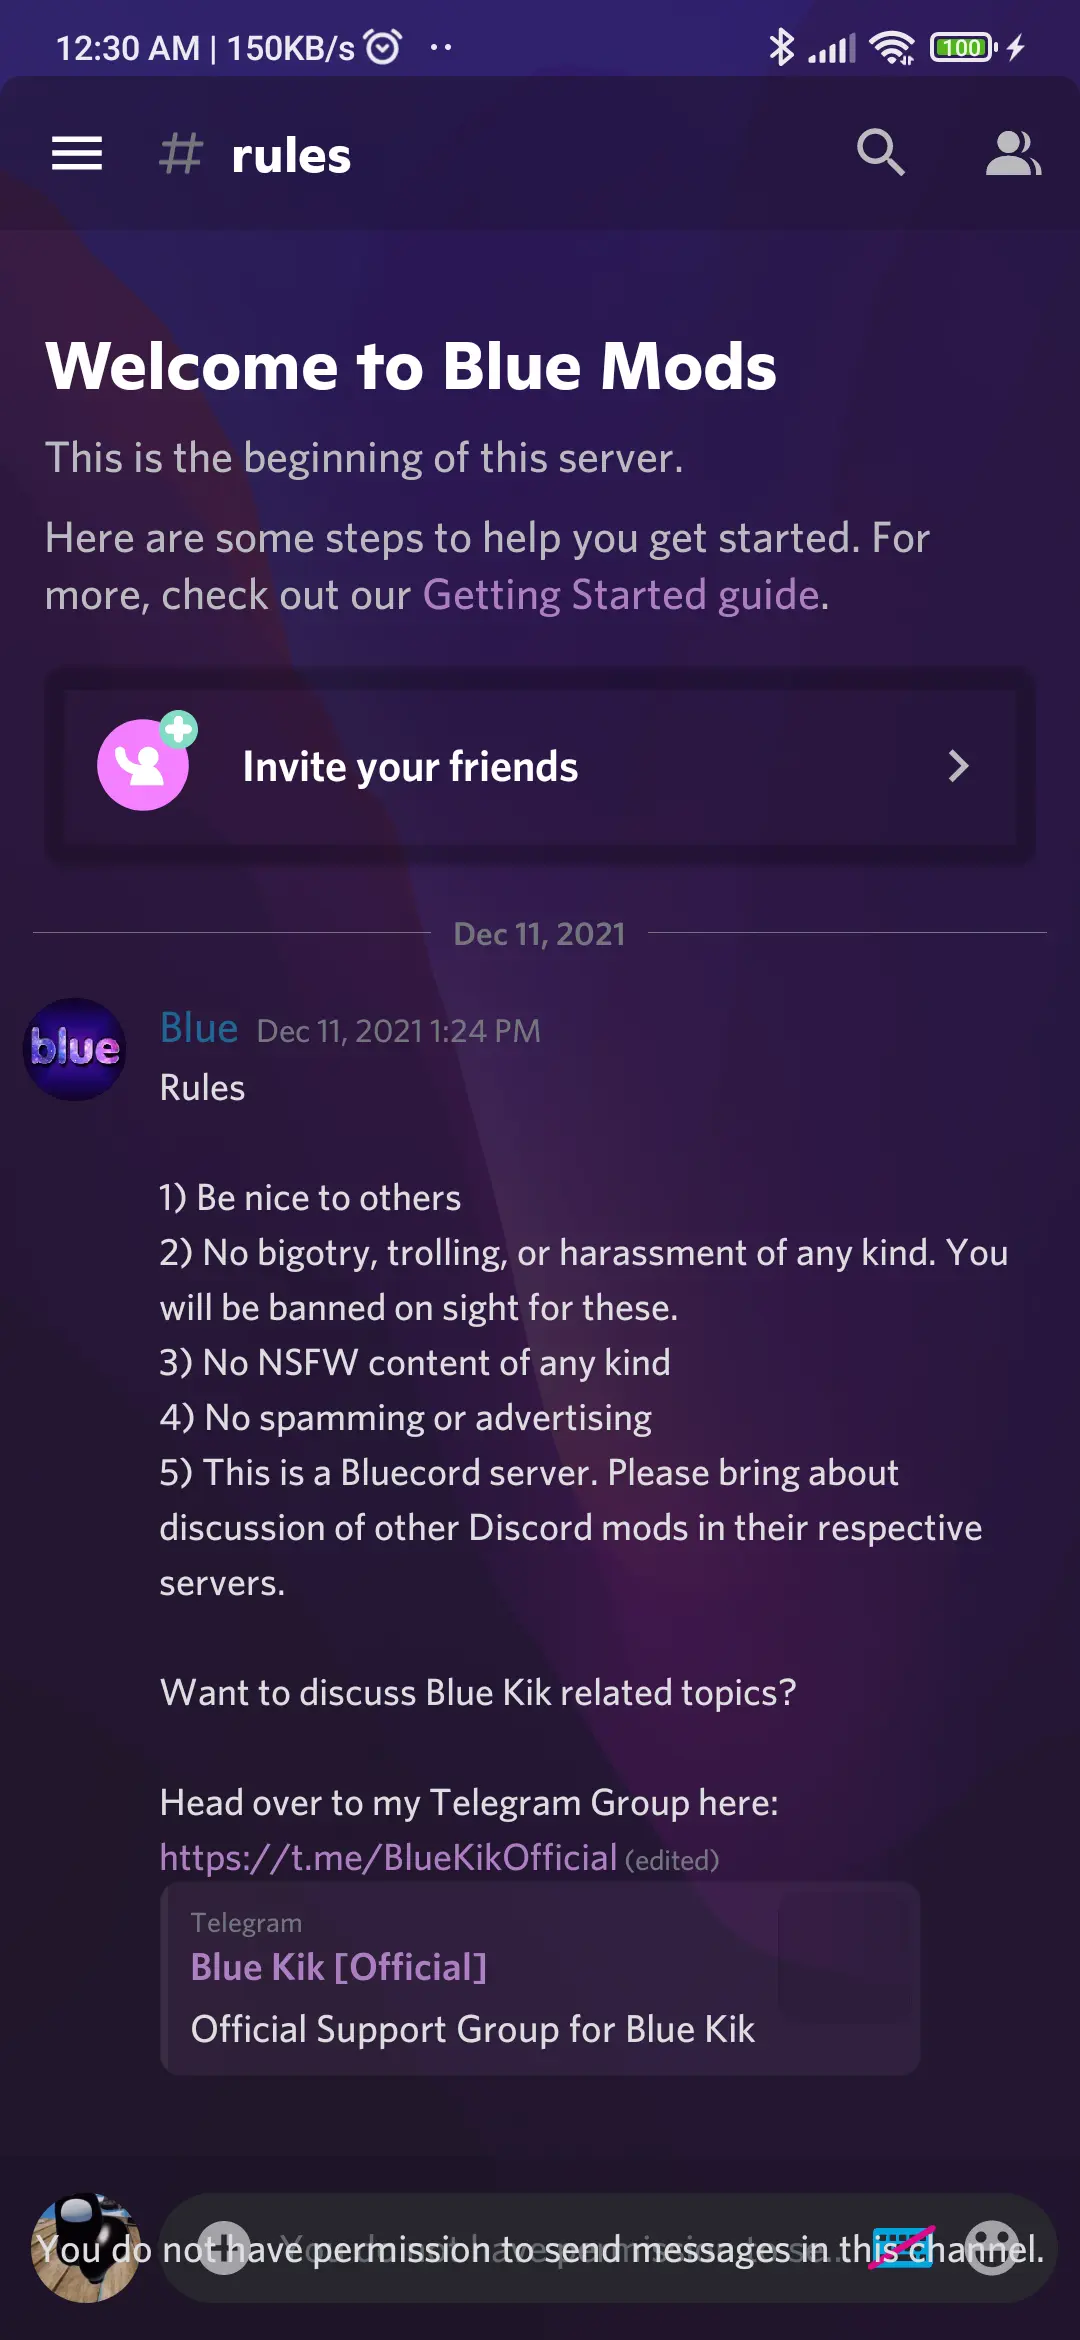 12:30 AM | 150KB/s
100
# rules
Welcome to Blue Mods
This is the beginning of this server.
Here are some steps to help you get started. For
more, check out our Getting Started guide.
Invite your friends
Dec 11, 2021
blue
Blue Dec 11, 2021 1:24 PM
Rules
1) Be nice to others
2) No bigotry, trolling, or harassment of any kind. You
will be banned on sight for these.
3) No NSFW content of any kind
4) No spamming or advertising
5) This is a Bluecord server. Please bring about
discussion of other Discord mods in their respective
servers.
Want to discuss Blue Kik related topics?
Head over to my Telegram Group here:
https://t.me/BlueKikOfficial (edited)
Telegram
Blue Kik [Official]
Official Support Group for Blue Kik
You do not have permission to send messages in this channel.